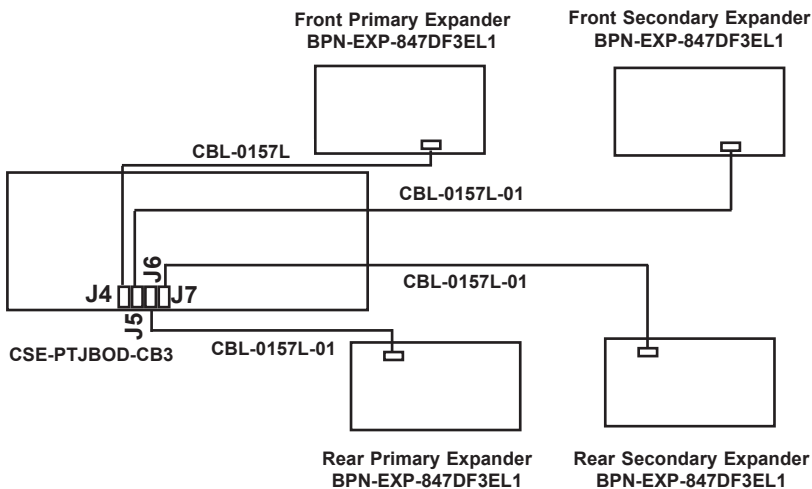 Front Primary Expander
BPN-EXP-847DF3EL1
Front Secondary Expander
BPN-EXP-847DF3EL1
CBL-0157L
CBL-0157L-01
J6
CBL-0157L-01
J4
J7
J5
CSE-PTJBOD-CB3
CBL-0157L-01
Rear Primary Expander
BPN-EXP-847DF3EL1
Rear Secondary Expander
BPN-EXP-847DF3EL1